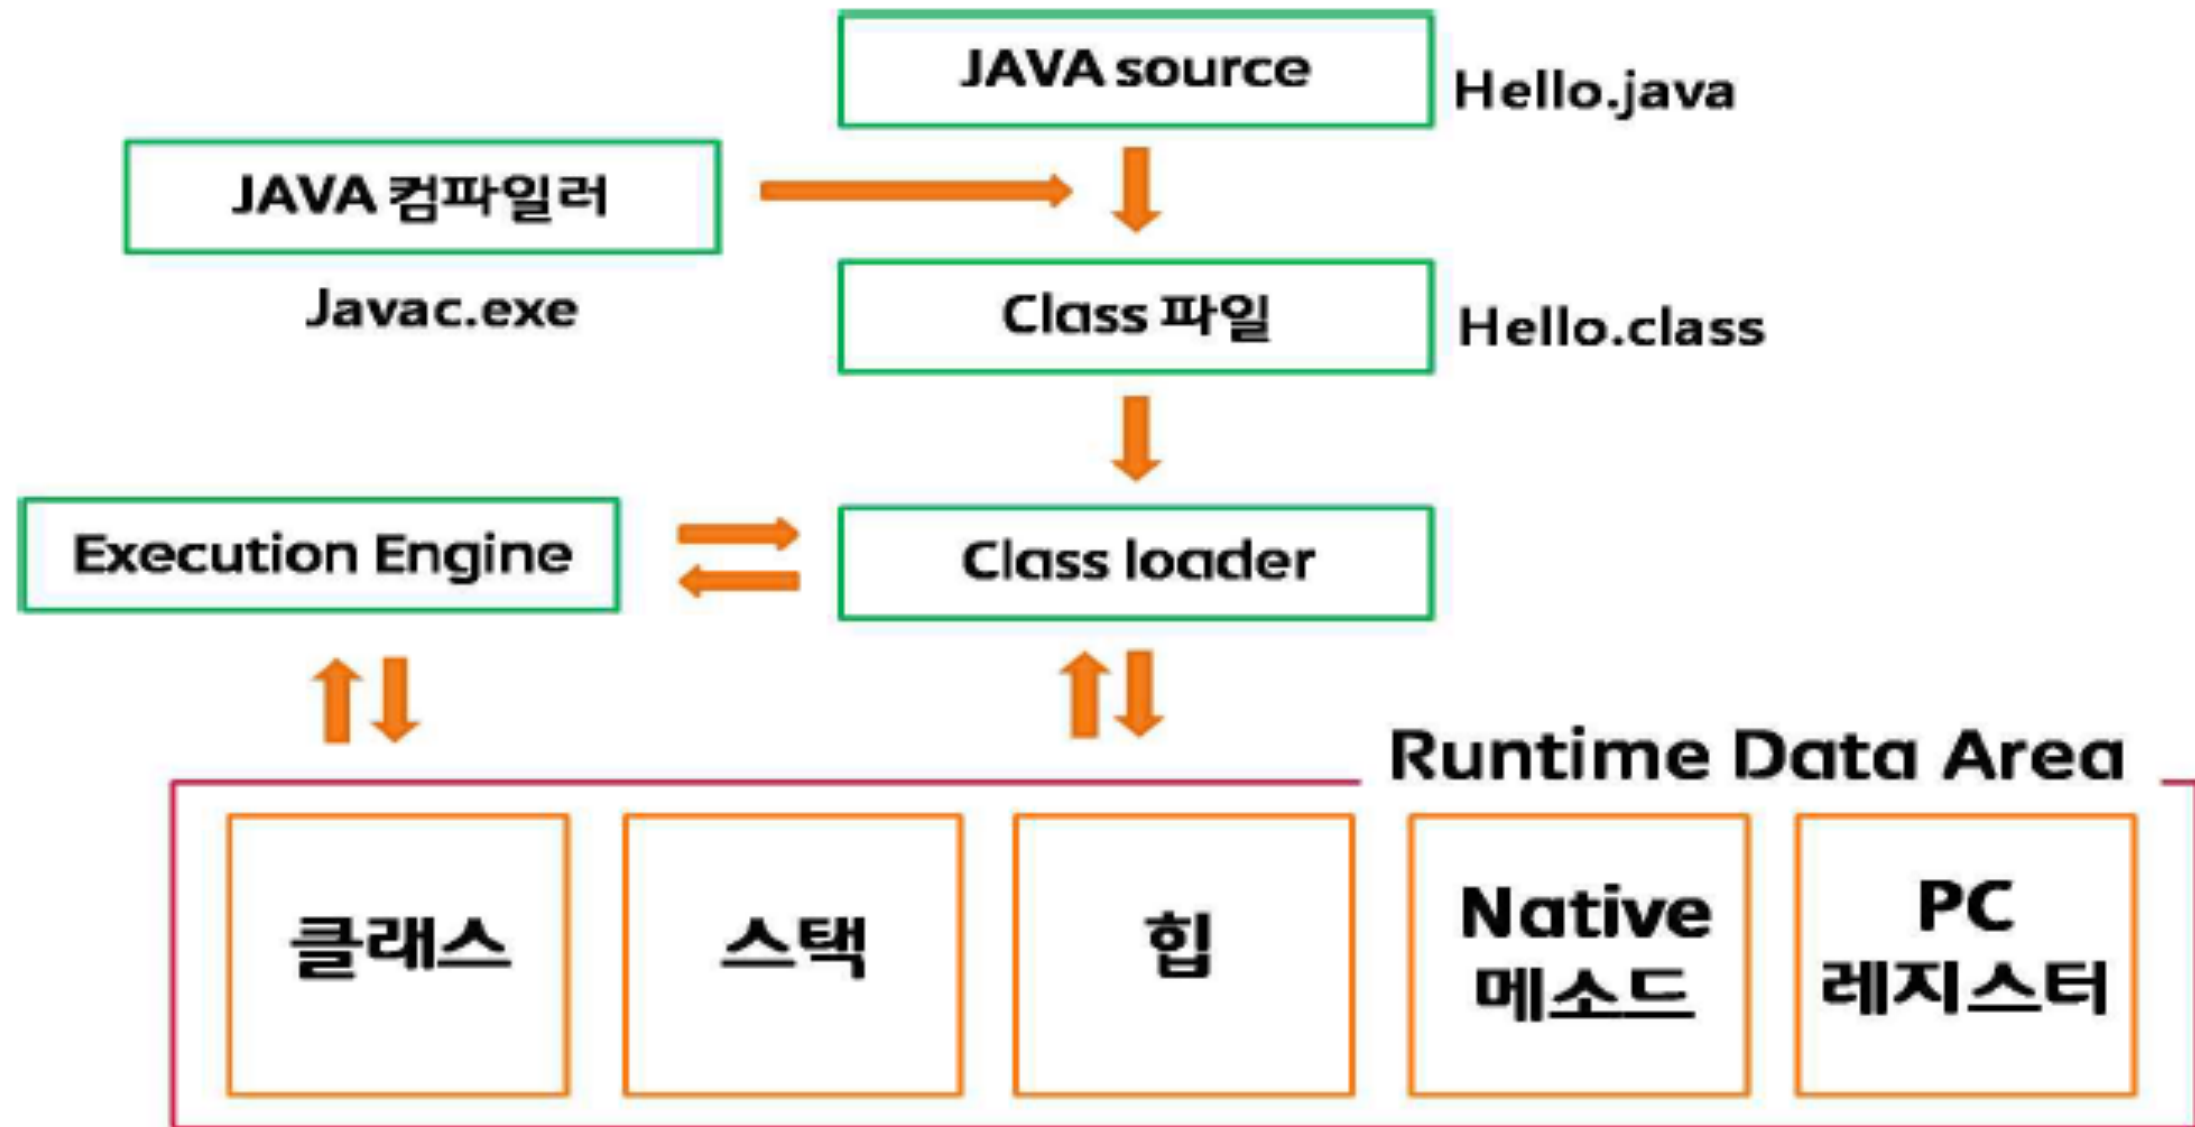 JAVA source
Hello.java
JAVA 컴파일러
Javac.exe
Class 파일
Hello.class
Execution Engine
Class loader
Runtime Data Area
클래스
스택
힙
Native
메소드
PC
레지스터